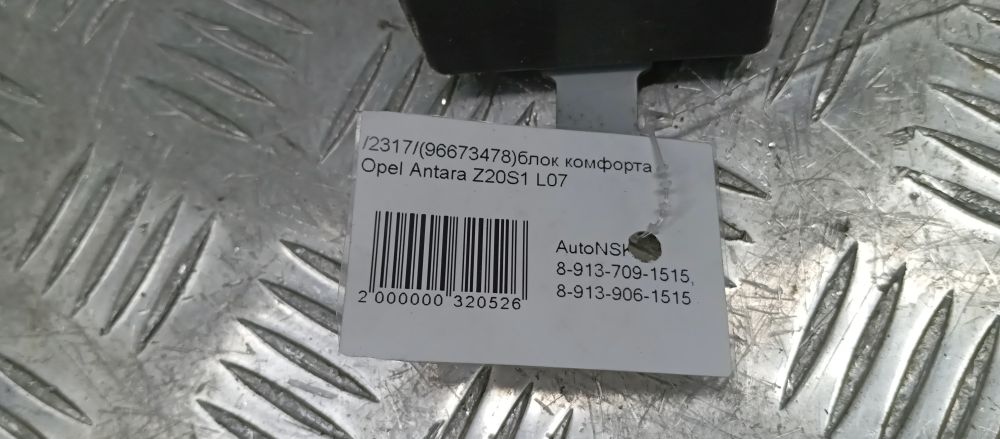 /2317/(96673478)блок комфорта
Opel Antara Z20S1 L07
AutoNSK
8-913-709-1515,
8-913-906-1515
2 000000 320526